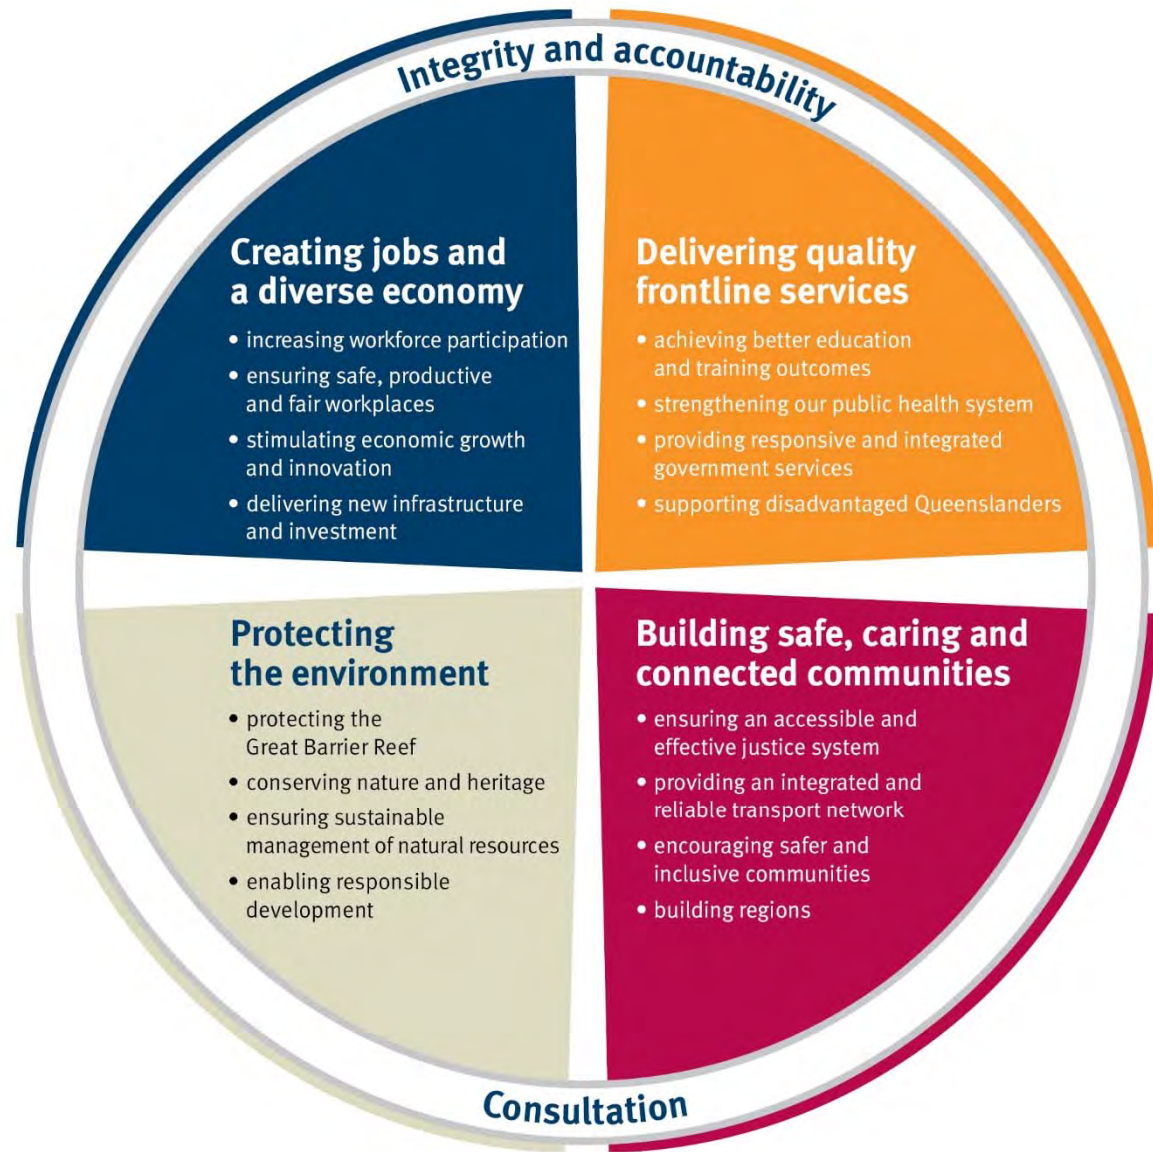 Integrity and accountability
Creating jobs and
a diverse economy
• increasing workforce participation
• ensuring safe, productive
and fair workplaces
• stimulating economic growth
and innovation
• delivering new infrastructure
and investment
Delivering quality
frontline services
• achieving better education
and training outcomes
• strengthening our public health system
• providing responsive and integrated
government services
• supporting disadvantaged Queenslanders
Protecting
the environment
• protecting the
Great Barrier Reef
• conserving nature and heritage
• ensuring sustainable
management of natural resources
• enabling responsible
development
Building safe, caring and
connected communities
• ensuring an accessible and
effective justice system
• providing an integrated and
reliable transport network
• encouraging safer and
inclusive communities
• building regions
Consultation